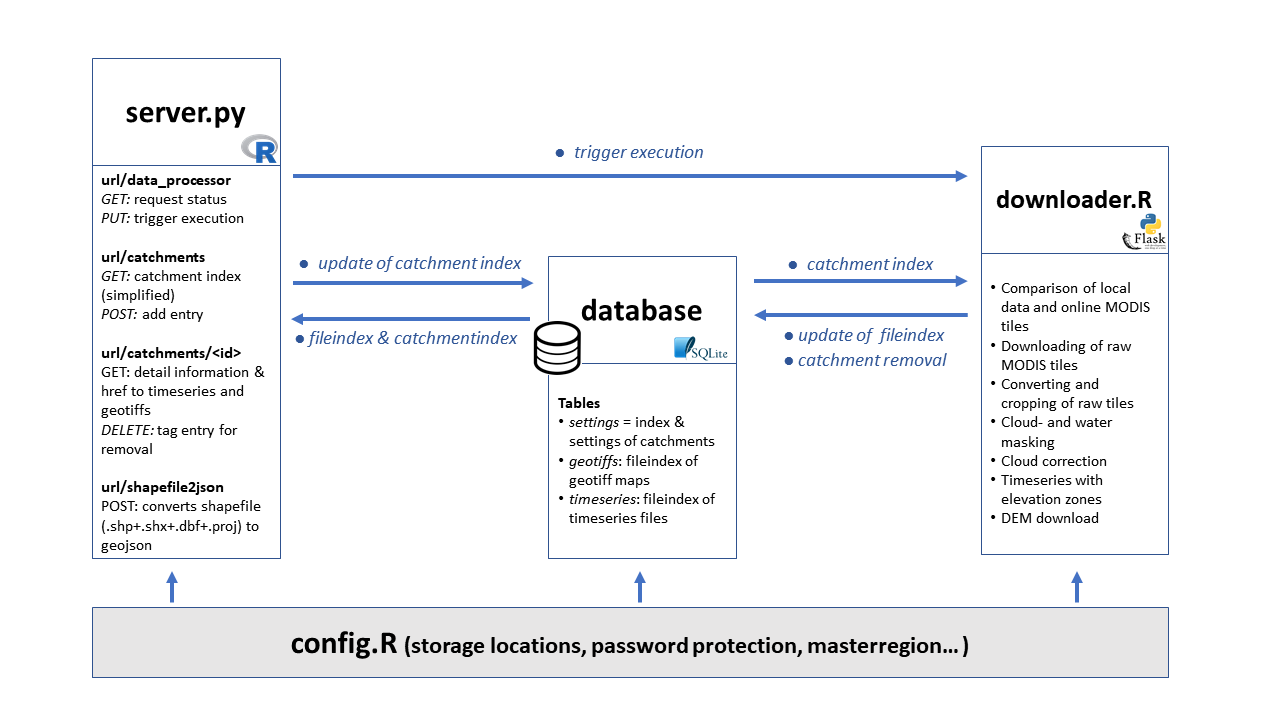 server.py
R
url/data_processor
GET: request status
PUT: trigger execution
url/catchments
GET: catchment index
(simplified)
POST: add entry
url/catchments/<id>
GET: detail information &
href to timeseries and
geotiffs
DELETE: tag entry for
removal
url/shapefile2json
POST: converts shapefile
(.shp+.shx+.dbf+.proj) to
geojson
● trigger execution
● update of catchment index
● fileindex & catchmentindex
database
SQLite
Tables
• settings = index &
settings of catchments
• geotiffs: fileindex of
geotiff maps
• timeseries: fileindex of
timeseries files
● catchment index
● update of fileindex
● catchment removal
downloader.R
Flask
• Comparison of local
data and online MODIS
tiles
• Downloading of raw
MODIS tiles
• Converting and
cropping of raw tiles
• Cloud- and water
masking
• Cloud correction
• Timeseries with
elevation zones
• DEM download
config.R (storage locations, password protection, masterregion... )